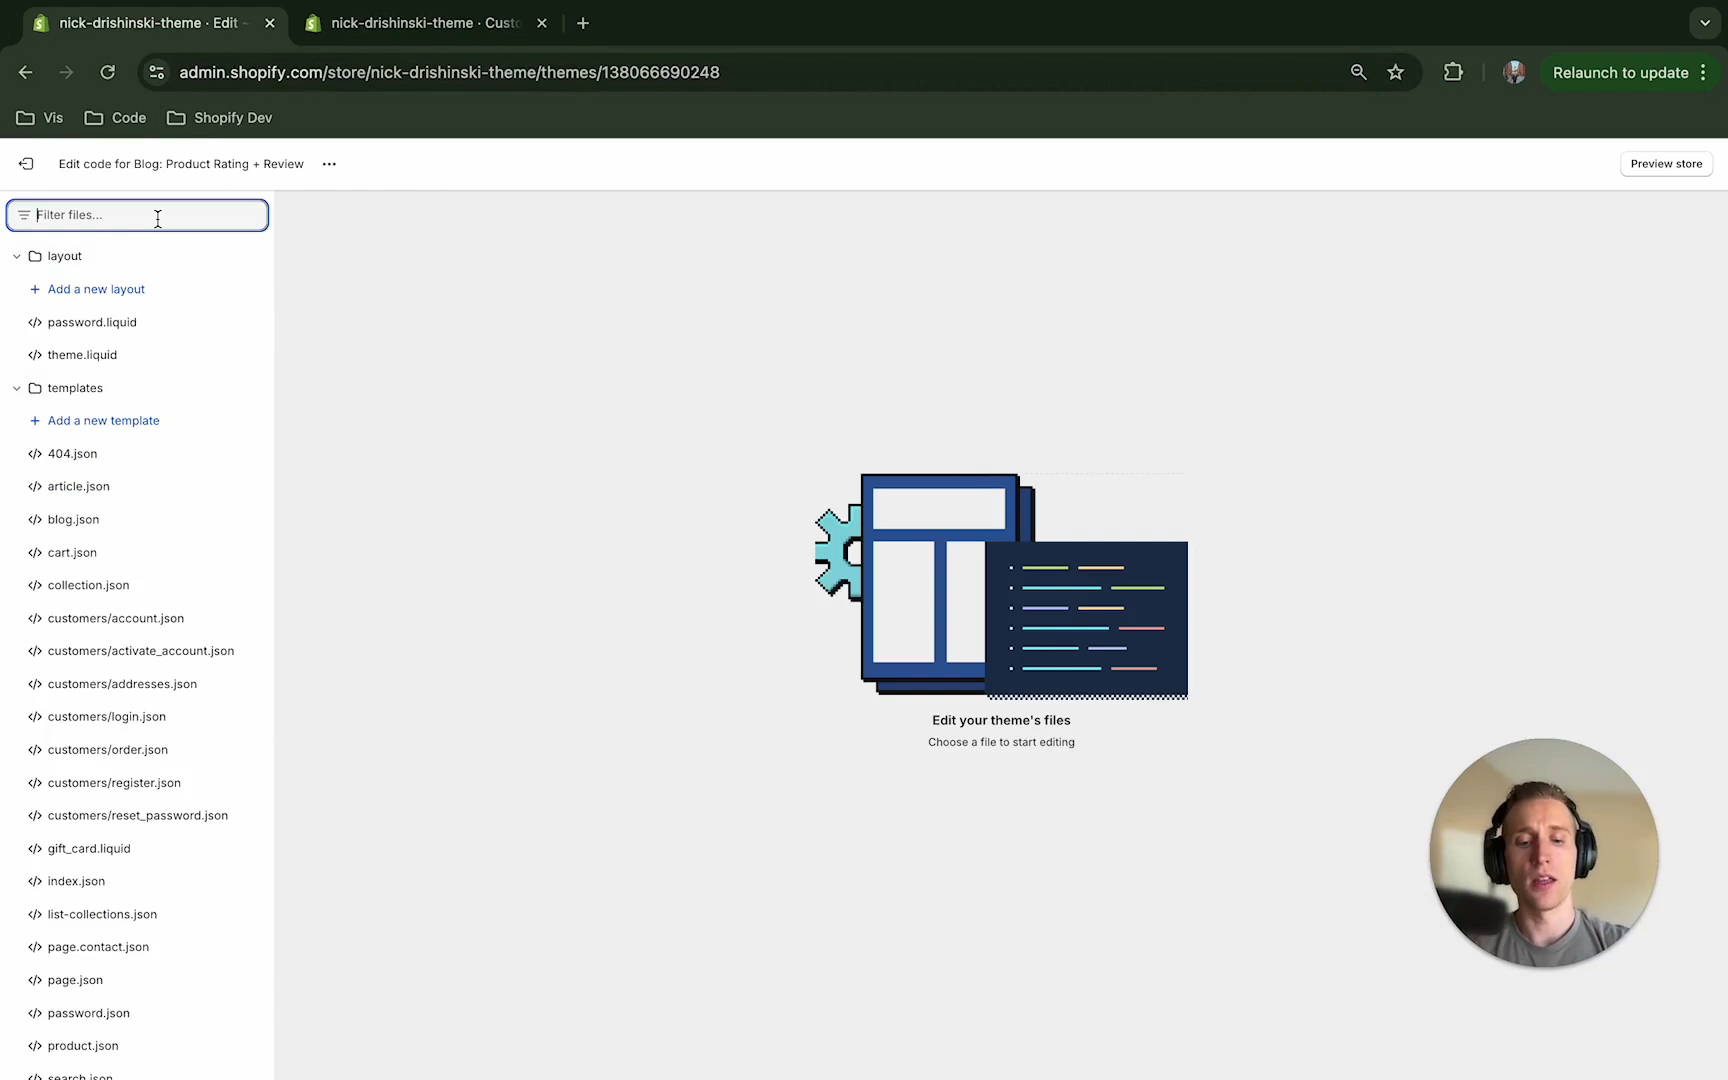 nick-drishinski-theme · Edit
nick-drishinski-theme · Custo
admin.shopify.com/store/nick-drishinski-theme/themes/138066690248
Relaunch to update
Vis
Code
Shopify Dev
Edit code for Blog: Product Rating + Review
Preview store
Filter files...
layout
Add a new layout
password.liquid
theme.liquid
templates
Add a new template
404.json
article.json
blog.json
cart.json
collection.json
customers/account.json
customers/activate_account.json
customers/addresses.json
customers/login.json
customers/order.json
customers/register.json
customers/reset_password.json
gift_card.liquid
index.json
list-collections.json
page.contact.json
page.json
password.json
product.json
search.json
Edit your theme's files
Choose a file to start editing